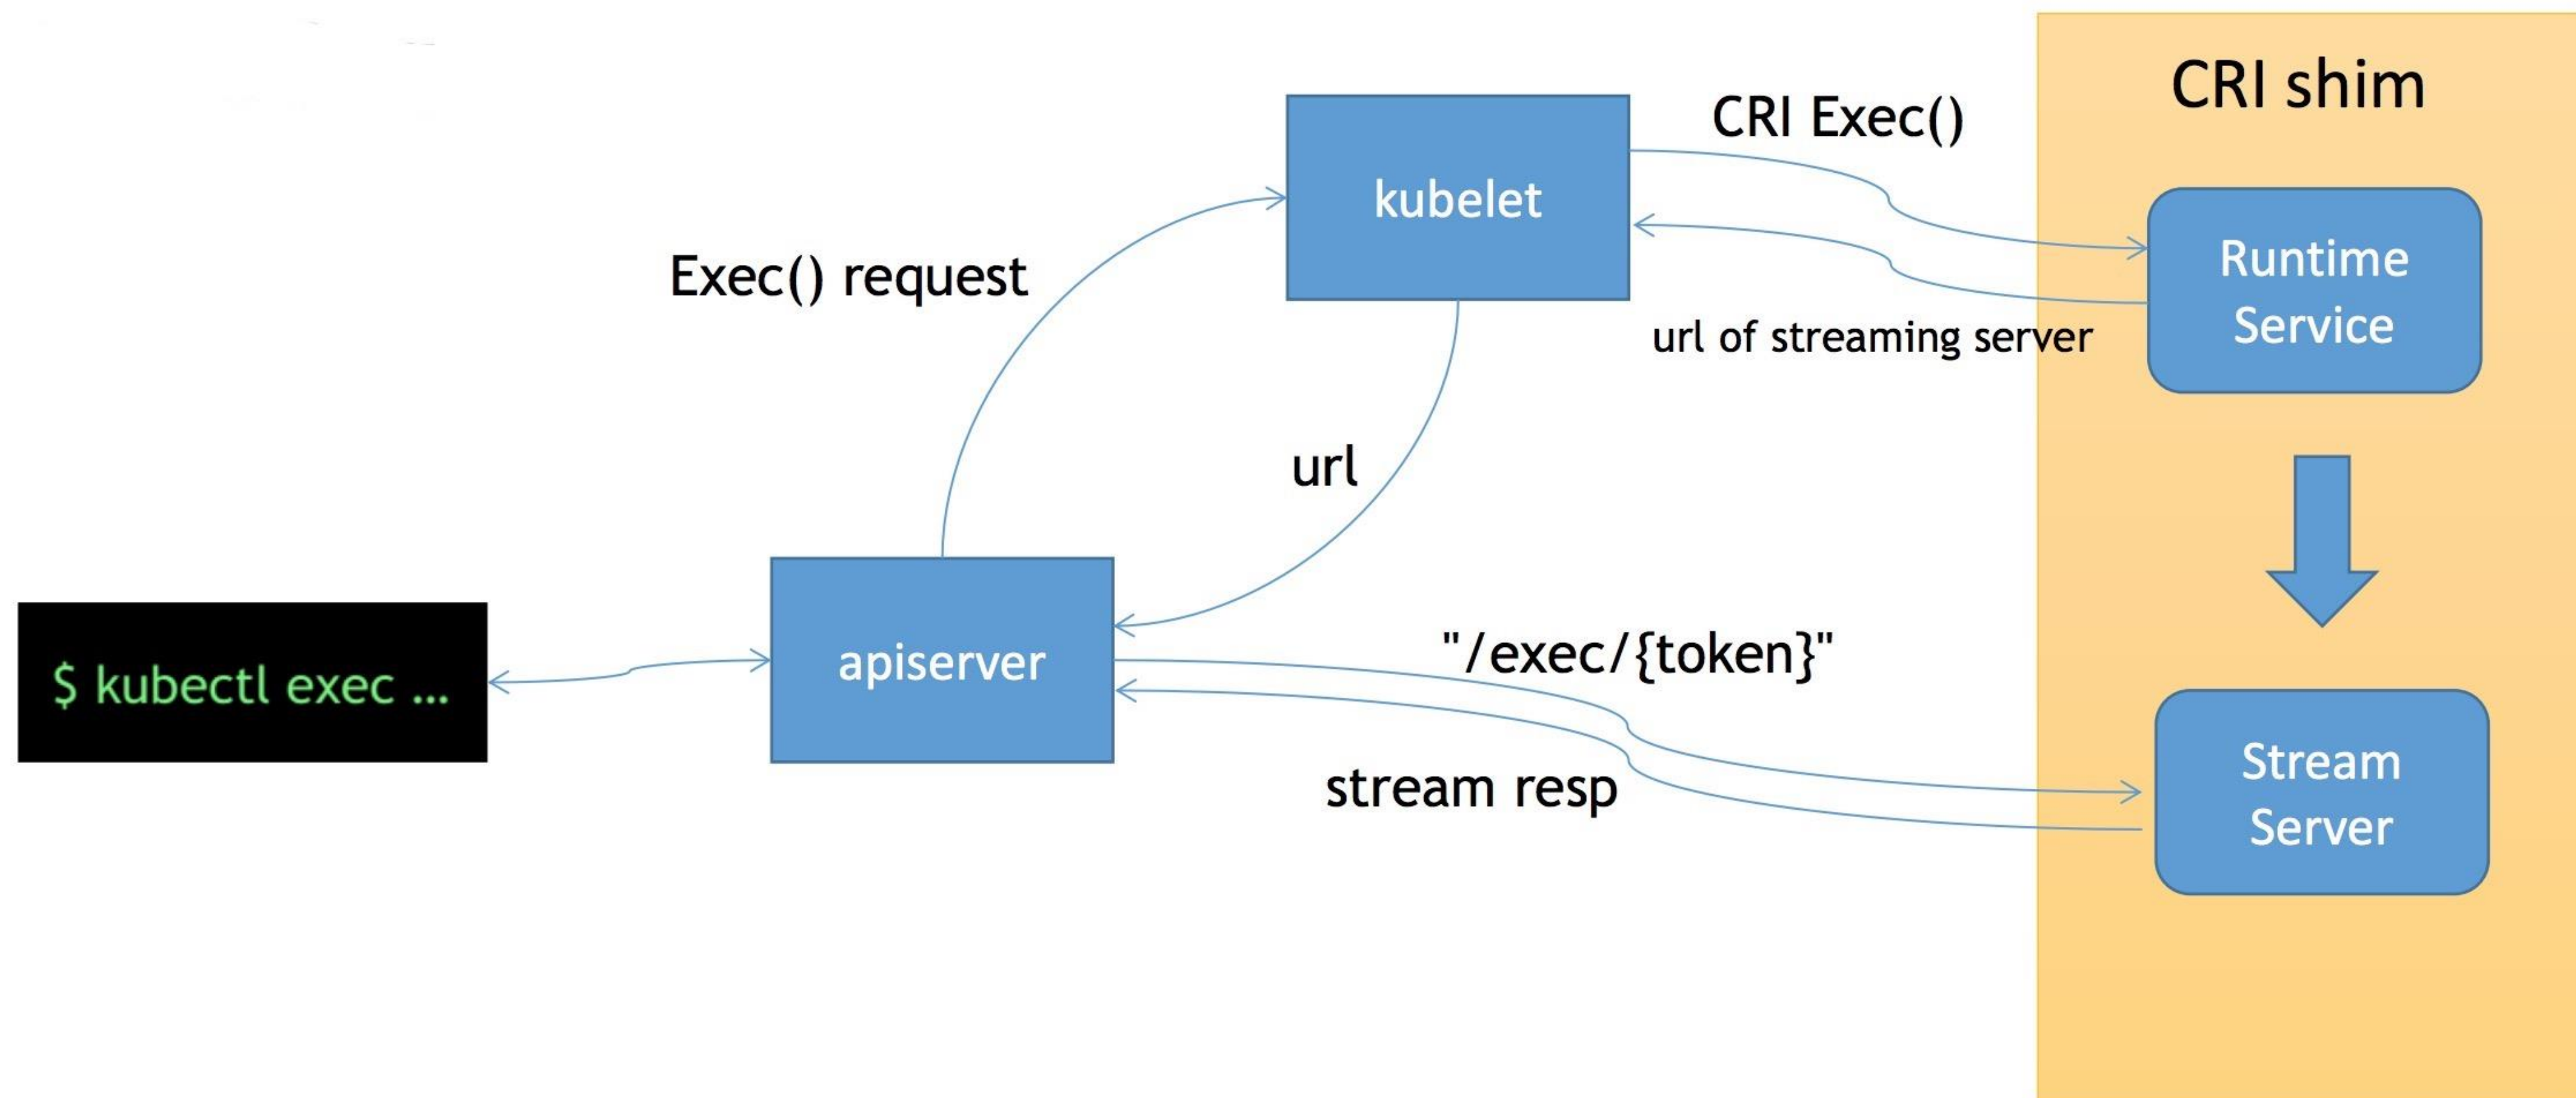 CRI shim
CRI Exec()
kubelet
Runtime
Service
Exec() request
url of streaming server
url
"/exec/{token}"
apiserver
$ kubectl exec ...
stream resp
Stream
Server